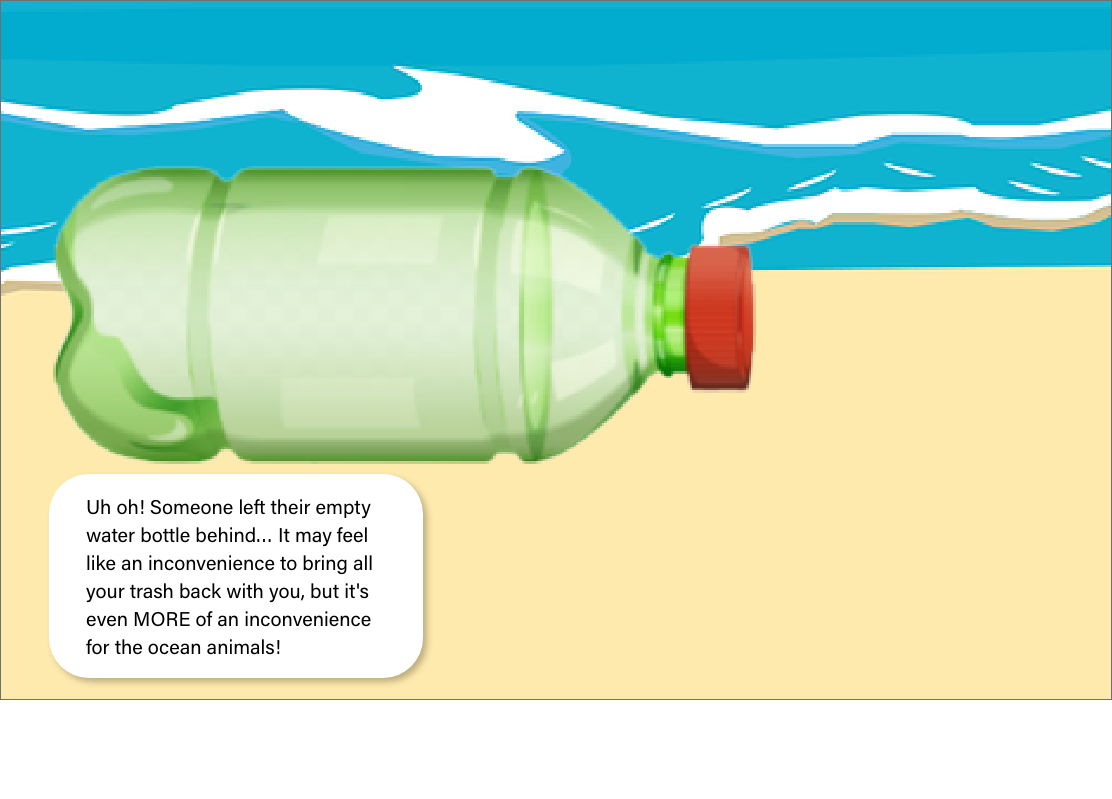 Uh oh! Someone left their empty
water bottle behind... It may feel
like an inconvenience to bring all
your trash back with you, but it's
even MORE of an inconvenience
for the ocean animals!